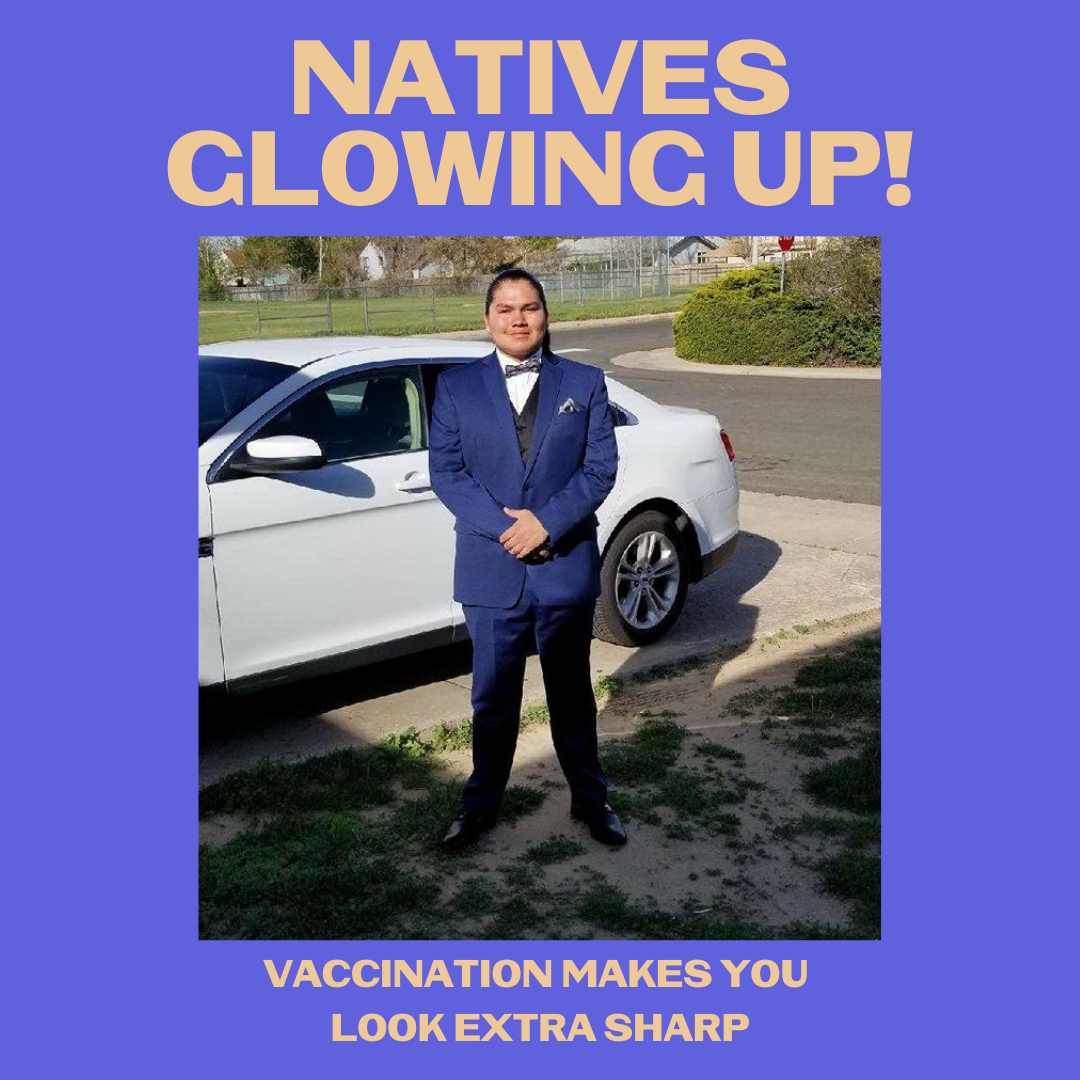 NATIVES
GLOWING UP!
VACCINATION MAKES YOU
LOOK EXTRA SHARP